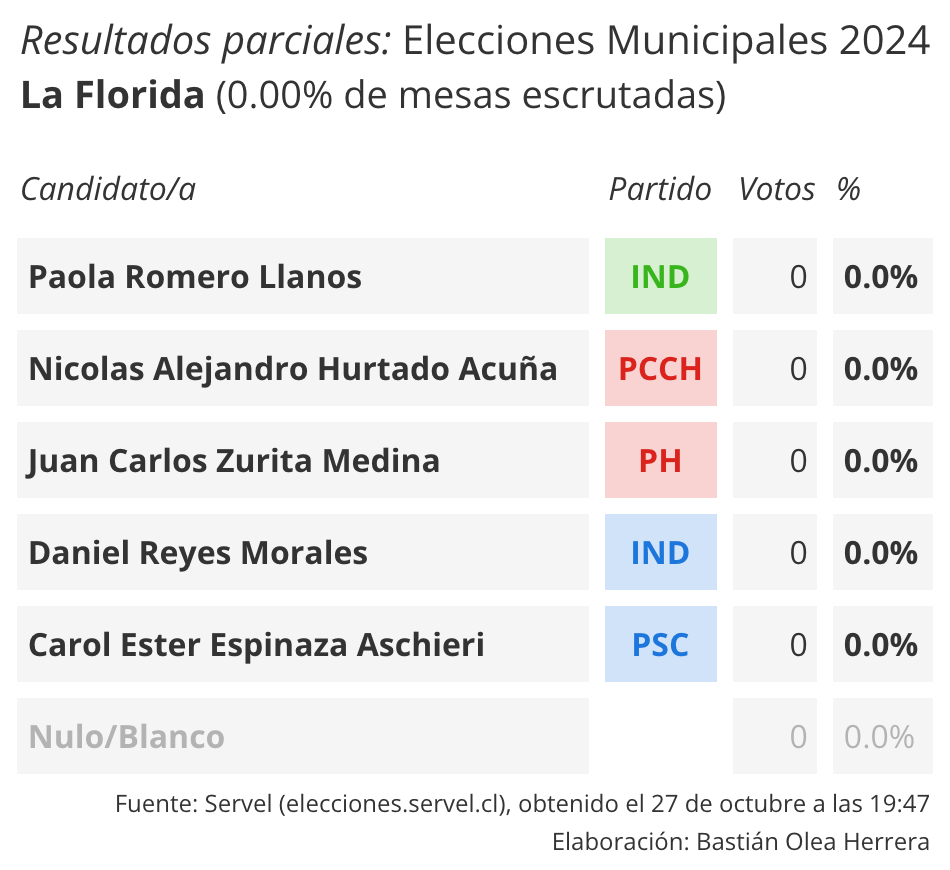 Resultados parciales: Elecciones Municipales 2024
La Florida (0.00% de mesas escrutadas)
Candidato/a Partido Votos %
Paola Romero Llanos IND 0 0.0%
Nicolas Alejandro Hurtado Acuña PCCH 0 0.0%
Juan Carlos Zurita Medina PH 0 0.0%
Daniel Reyes Morales IND 0 0.0%
Carol Ester Espinaza Aschieri PSC 0 0.0%
Nulo/Blanco 0 0.0%
Fuente: Servel (elecciones.servel.cl), obtenido el 27 de octubre a las 19:47
Elaboración: Bastián Olea Herrera